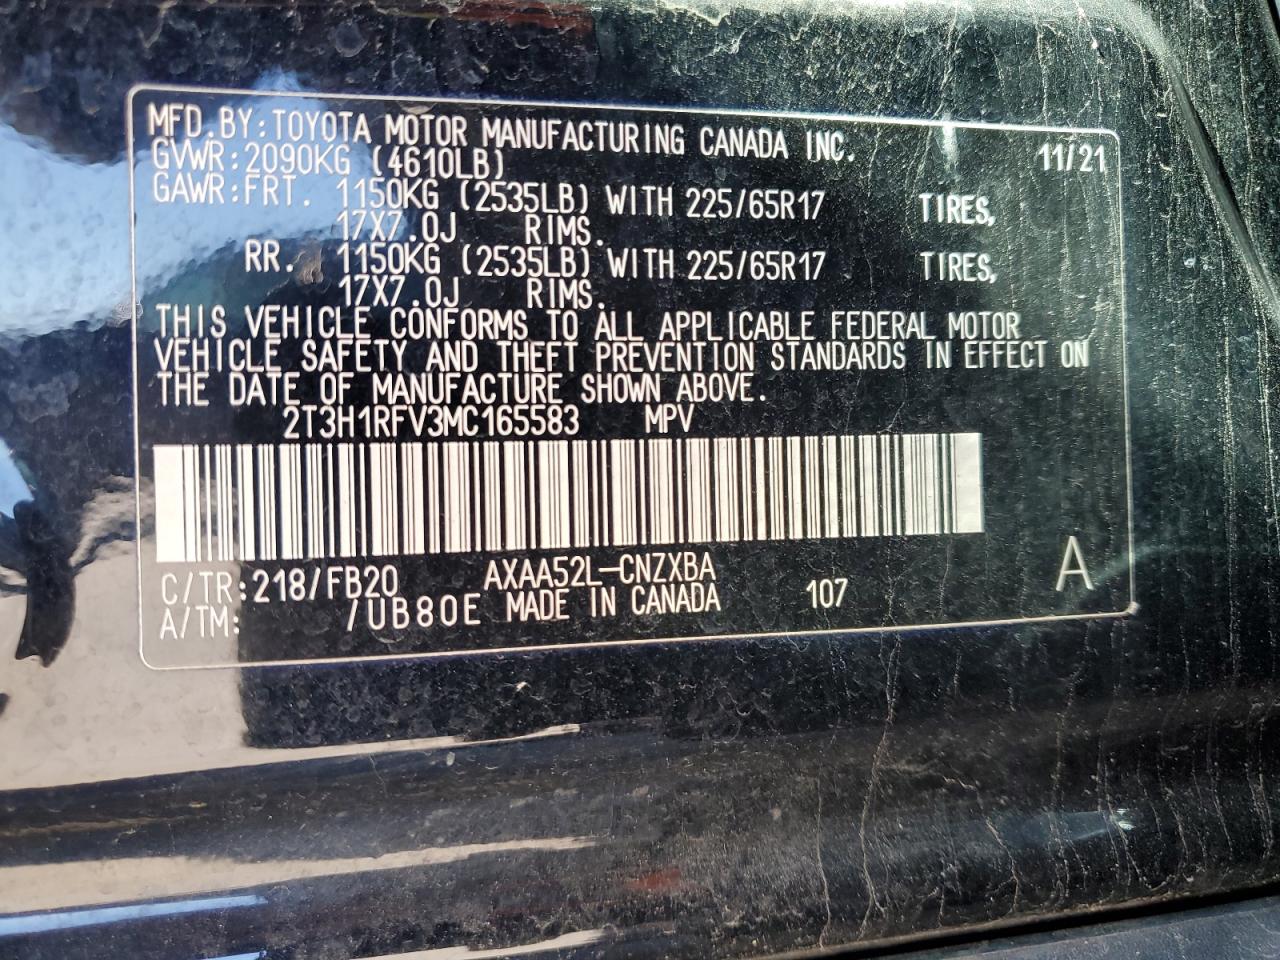 MFD.BY:TOYOTA MOTOR MANUFACTURING CANADA INC.
GVWR:2090KG (4610LB) 11/21
GAWR:FRT. 1150KG (2535LB) WITH 225/65R17 TIRES,
17X7.0J RIMS.
RR. 1150KG (2535LB) WITH 225/65R17 TIRES,
17X7.0J RIMS.
THIS VEHICLE CONFORMS TO ALL APPLICABLE FEDERAL MOTOR
VEHICLE SAFETY AND THEFT PREVENTION STANDARDS IN EFFECT ON
THE DATE OF MANUFACTURE SHOWN ABOVE.
2T3H1RFV3MC165583 MPV
C/TR:218/FB20 AXAA52L-CNZXBA
A/TM: /UB80E MADE IN CANADA 107 A